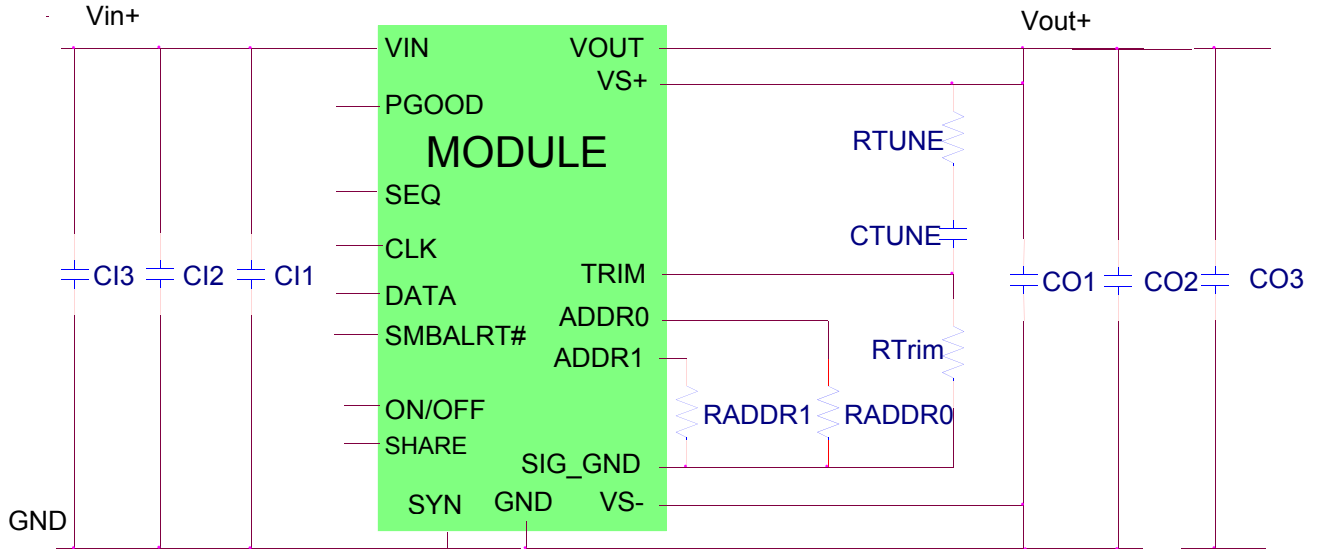 Vin+
Vout+
VIN
VOUT
VS+
PGOOD
RTUNE
MODULE
SEQ
CTUNE
CLK
TRIM
CI3
CI2
CI1
CO1
CO2
CO3
DATA
ADDR0
SMBALRT#
ADDR1
RTrim
ON/OFF
RADDR1
RADDR0
SHARE
SIG_GND
SYN
GND
VS-
GND